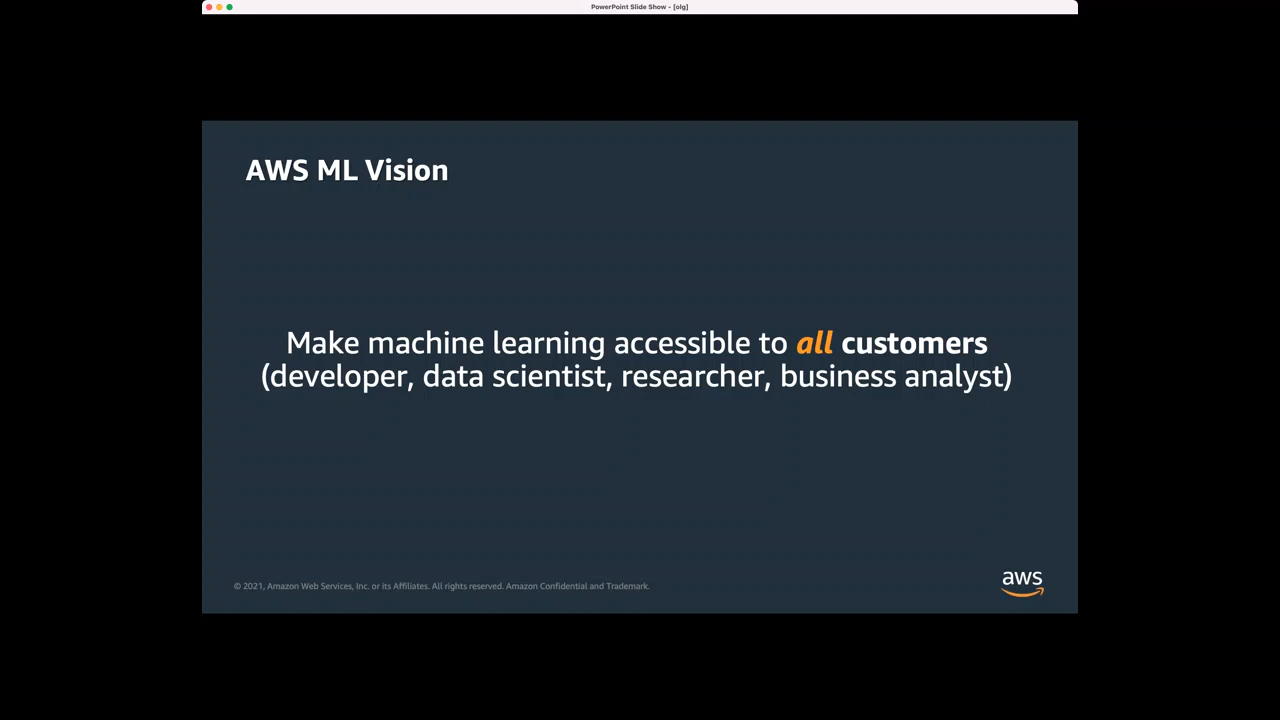 PowerPoint Slide Show - [olg]
AWS ML Vision
Make machine learning accessible to all customers
(developer, data scientist, researcher, business analyst)
© 2021, Amazon Web Services, Inc. or its Affiliates. All rights reserved. Amazon Confidential and Trademark.
aws